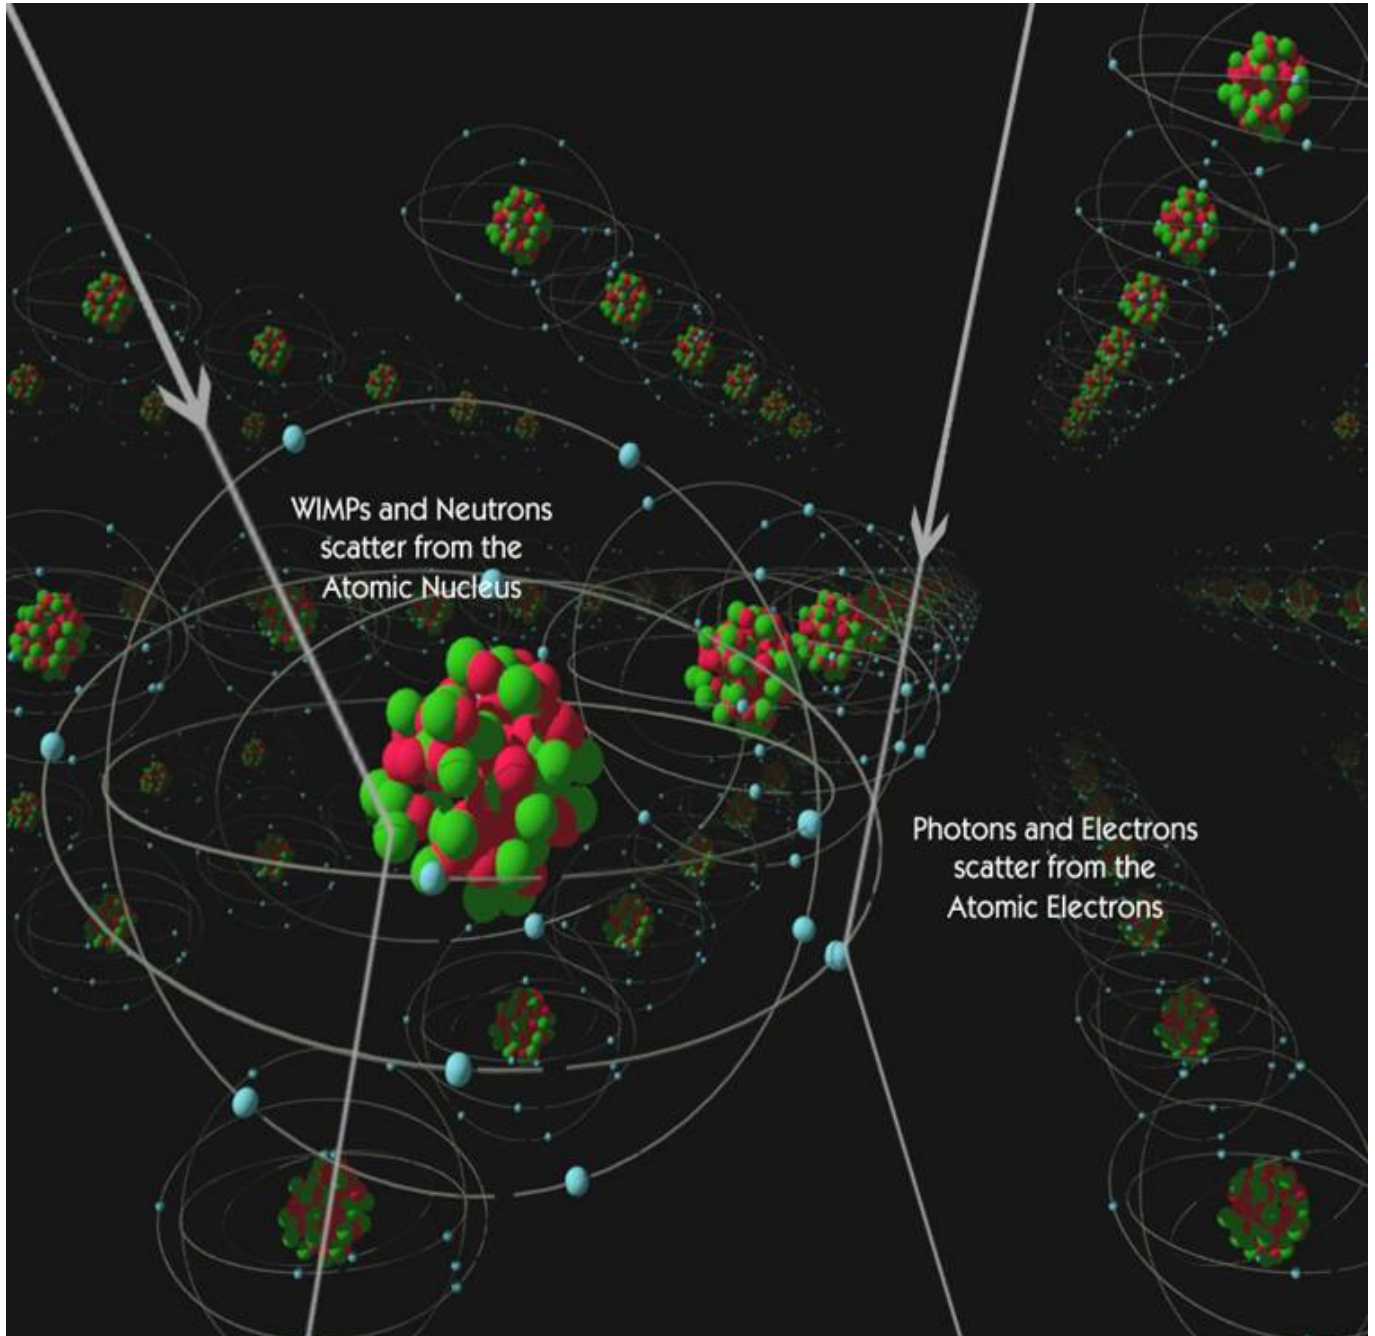 WIMPs and Neutrons
scatter from the
Atomic Nucleus
Photons and Electrons
scatter from the
Atomic Electrons